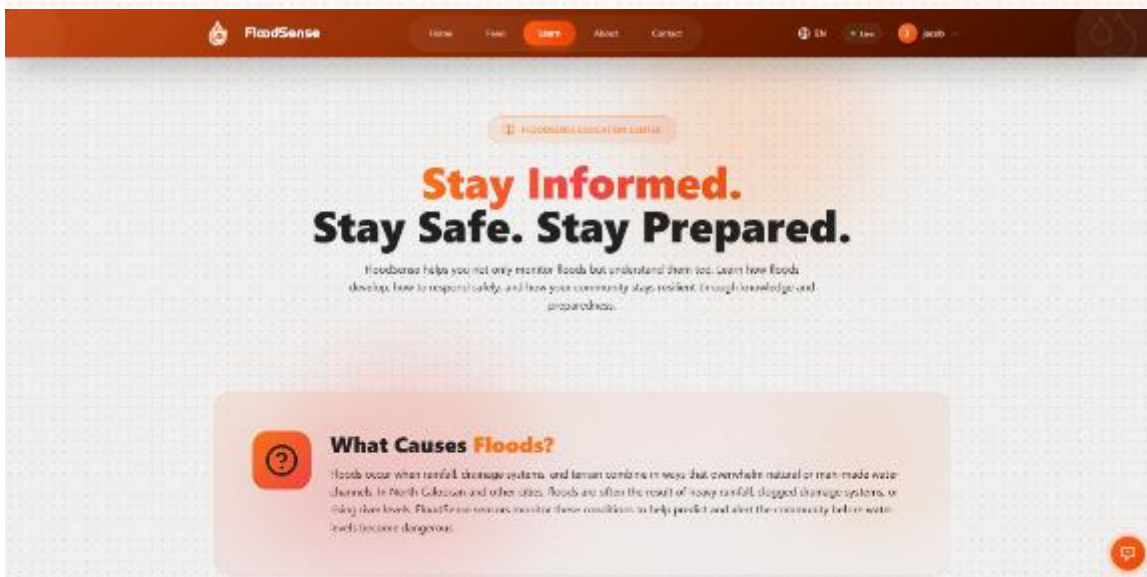 FloodSense
Home Feed Learn About Contact
EN Live jacob
FLOODSENSE EDUCATION CENTER
Stay Informed.
Stay Safe. Stay Prepared.
FloodSense helps you not only monitor floods but understand them too. Learn how floods
develop, how to respond safely, and how your community stays resilient through knowledge and
preparedness.
What Causes Floods?
Floods occur when rainfall, drainage systems, and terrain combine in ways that overwhelm natural or man-made water
channels. In North Caloocan and other cities, floods are often the result of heavy rainfall, clogged drainage systems, or
rising river levels. FloodSense sensors monitor these conditions to help predict and alert the community before water
levels become dangerous.